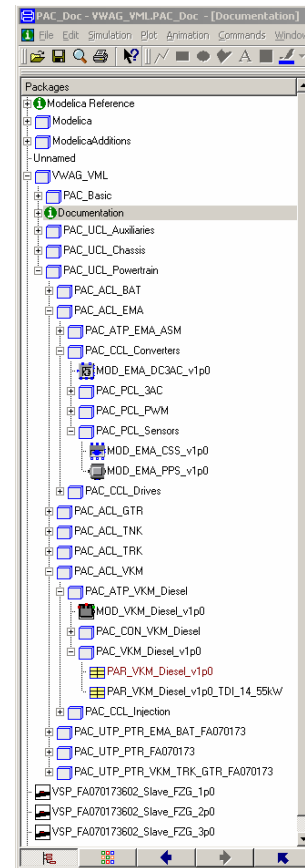 PAC_Doc - VWAG_VML.PAC_Doc - [Documentation]
File Edit Simulation Plot Animation Commands Window
Packages
Modelica Reference
Modelica
ModelicaAdditions
Unnamed
VWAG_VML
PAC_Basic
Documentation
PAC_UCL_Auxiliaries
PAC_UCL_Chassis
PAC_UCL_Powertrain
PAC_ACL_BAT
PAC_ACL_EMA
PAC_ATP_EMA_ASM
PAC_CCL_Converters
MOD_EMA_DC3AC_v1p0
PAC_PCL_3AC
PAC_PCL_PWM
PAC_PCL_Sensors
MOD_EMA_CSS_v1p0
MOD_EMA_PPS_v1p0
PAC_CCL_Drives
PAC_ACL_GTR
PAC_ACL_TNK
PAC_ACL_TRK
PAC_ACL_VKM
PAC_ATP_VKM_Diesel
MOD_VKM_Diesel_v1p0
PAC_CON_VKM_Diesel
PAC_VKM_Diesel_v1p0
PAR_VKM_Diesel_v1p0
PAR_VKM_Diesel_v1p0_TDI_14_55kW
PAC_CCL_Injection
PAC_UTP_PTR_EMA_BAT_FA070173
PAC_UTP_PTR_FA070173
PAC_UTP_PTR_VKM_TRK_GTR_FA070173
VSP_FA070173602_Slave_FZG_1p0
VSP_FA070173602_Slave_FZG_2p0
VSP_FA070173602_Slave_FZG_3p0